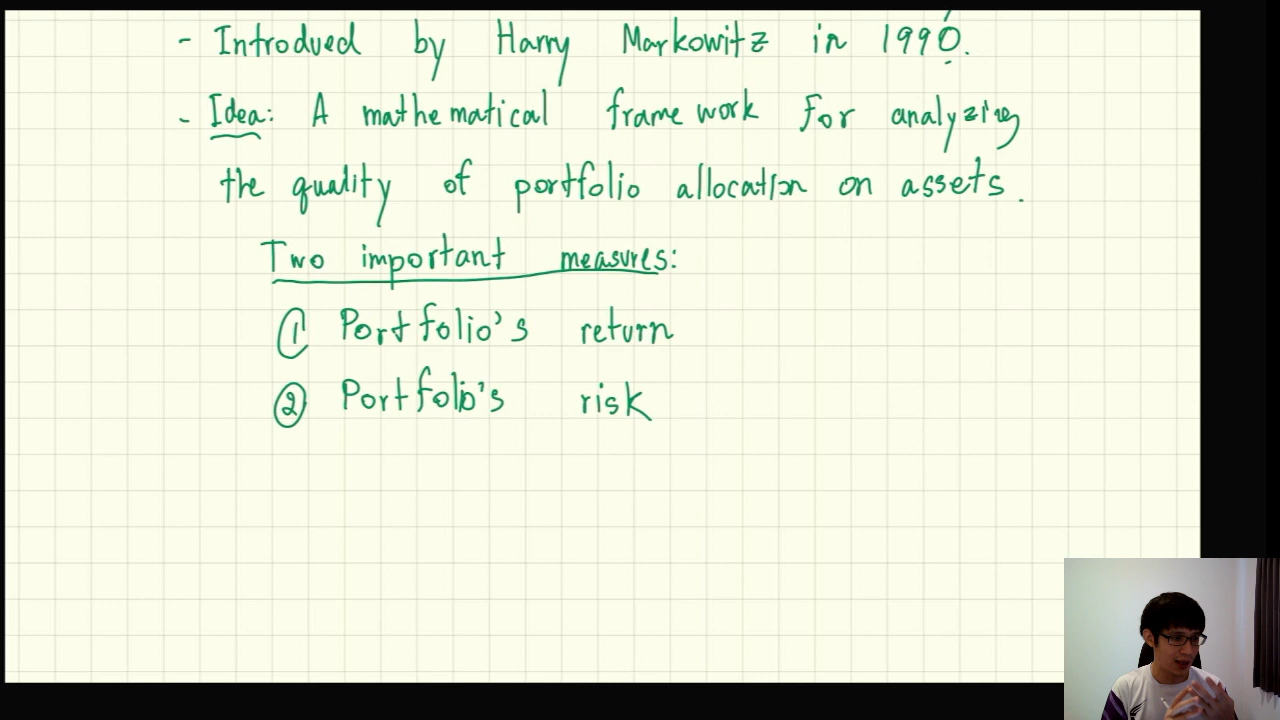 - Introdued by Harry Markowitz in 1990.
- Idea: A mathematical framework for analyzing
the quality of portfolio allocation on assets.
Two important measures:
① Portfolio's return
② Portfolio's risk